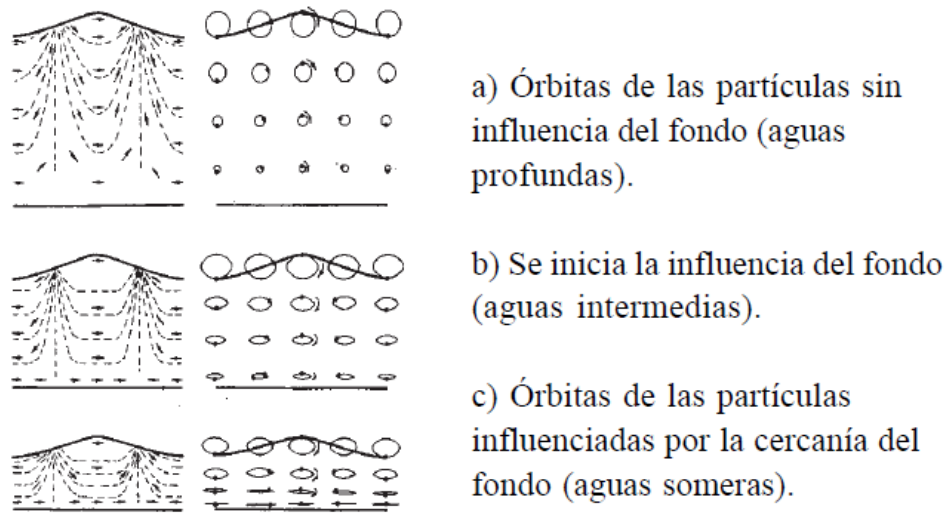 a) Órbitas de las partículas sin
influencia del fondo (aguas
profundas).
b) Se inicia la influencia del fondo
(aguas intermedias).
c) Órbitas de las partículas
influenciadas por la cercanía del
fondo (aguas someras).